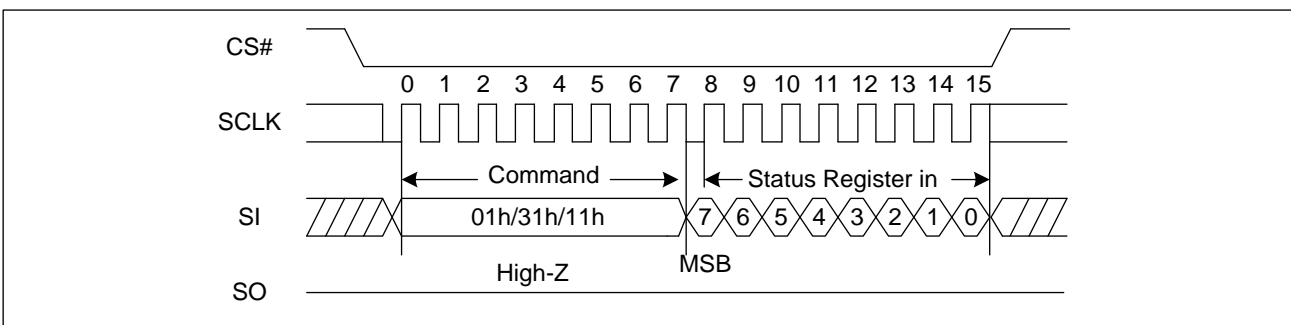 CS#
0 1 2 3 4 5 6 7 8 9 10 11 12 13 14 15
SCLK
Command Status Register in
SI 01h/31h/11h 7 6 5 4 3 2 1 0
High-Z MSB
SO